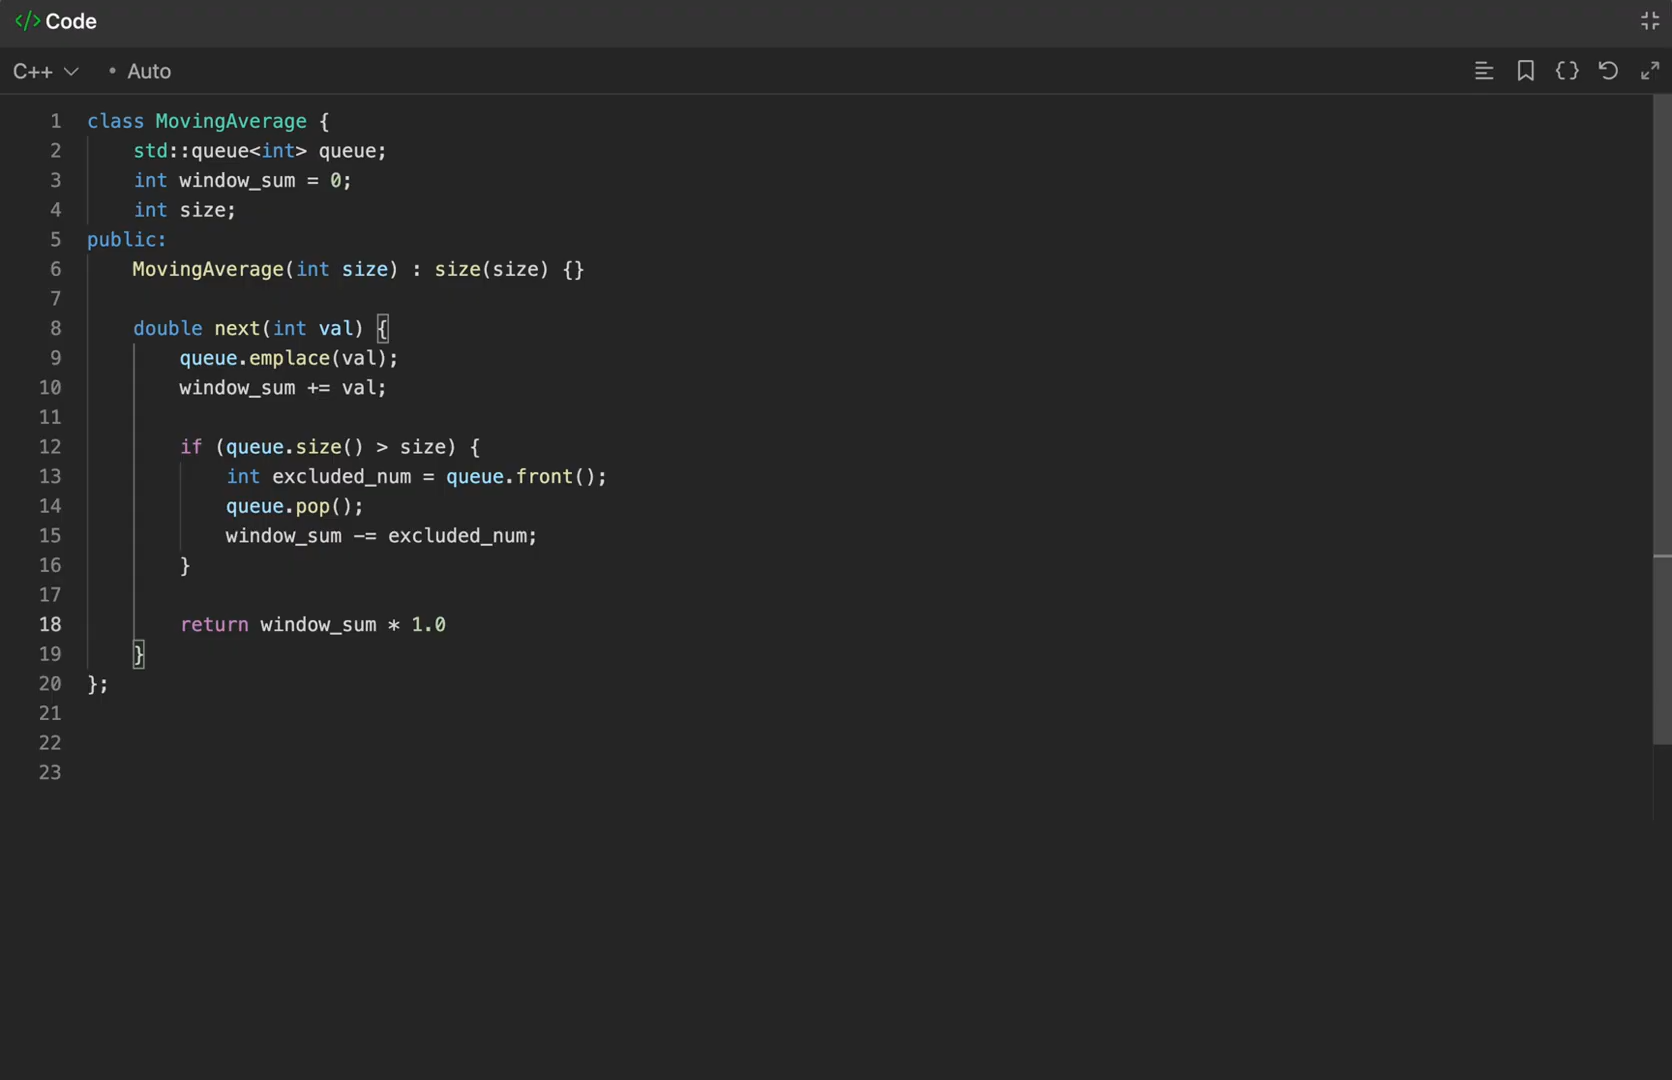 </> Code
C++ • Auto
1 class MovingAverage {
2     std::queue<int> queue;
3     int window_sum = 0;
4     int size;
5 public:
6     MovingAverage(int size) : size(size) {}
7
8     double next(int val) {
9         queue.emplace(val);
10         window_sum += val;
11
12         if (queue.size() > size) {
13             int excluded_num = queue.front();
14             queue.pop();
15             window_sum -= excluded_num;
16         }
17
18         return window_sum * 1.0
19     }
20 };
21
22
23